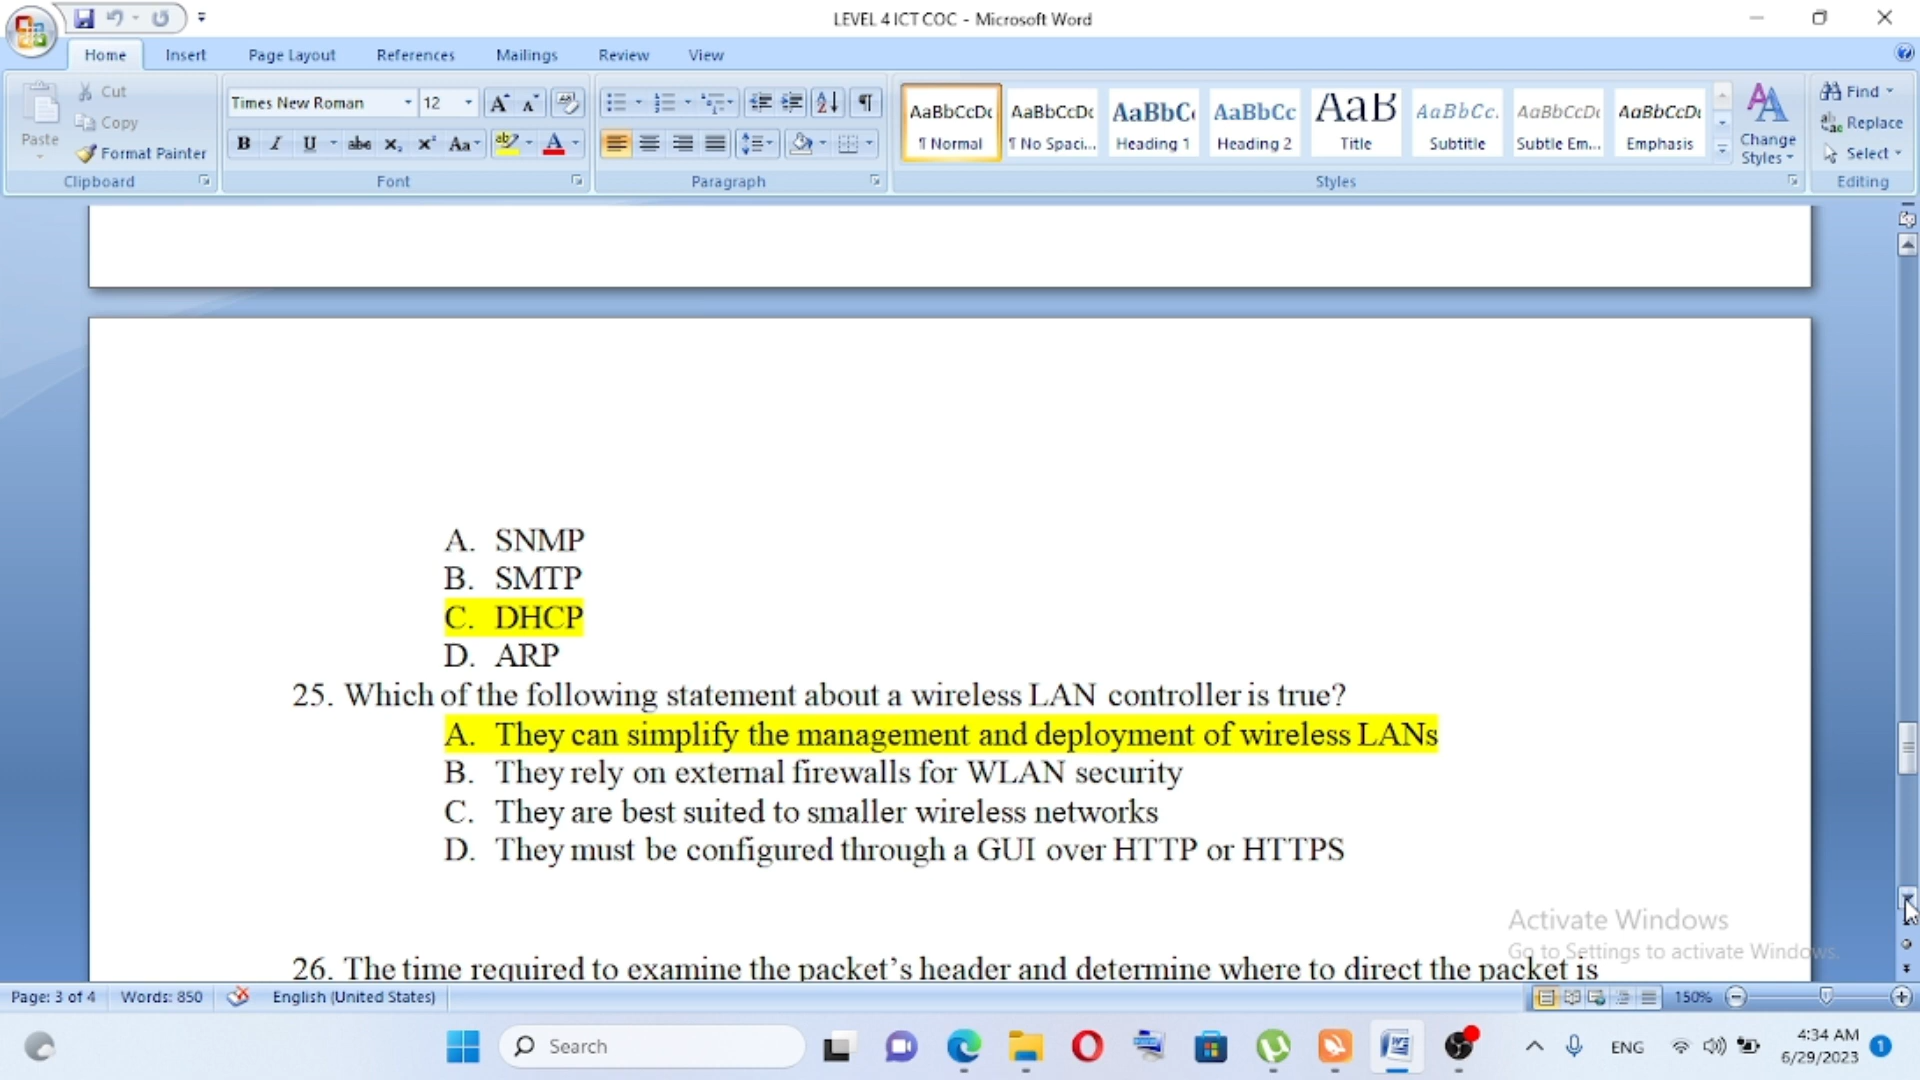 LEVEL 4 ICT COC - Microsoft Word
Home Insert Page Layout References Mailings Review View
Paste
Cut
Copy
Format Painter
Clipboard
Times New Roman 12
B I U abc x₂ x² Aa
Font
Paragraph
AaBbCcDc AaBbCcDc AaBbC AaBbCc AaB AaBbCc. AaBbCcDc AaBbCcDc
¶ Normal ¶ No Spaci... Heading 1 Heading 2 Title Subtitle Subtle Em... Emphasis
Change Styles
Styles
Find
Replace
Select
Editing
A. SNMP
B. SMTP
C. DHCP
D. ARP
25. Which of the following statement about a wireless LAN controller is true?
A. They can simplify the management and deployment of wireless LANs
B. They rely on external firewalls for WLAN security
C. They are best suited to smaller wireless networks
D. They must be configured through a GUI over HTTP or HTTPS
Activate Windows
Go to Settings to activate Windows.
26. The time required to examine the packet's header and determine where to direct the packet is
Page: 3 of 4 Words: 850 English (United States) 150%
Search
ENG
4:34 AM
6/29/2023
1